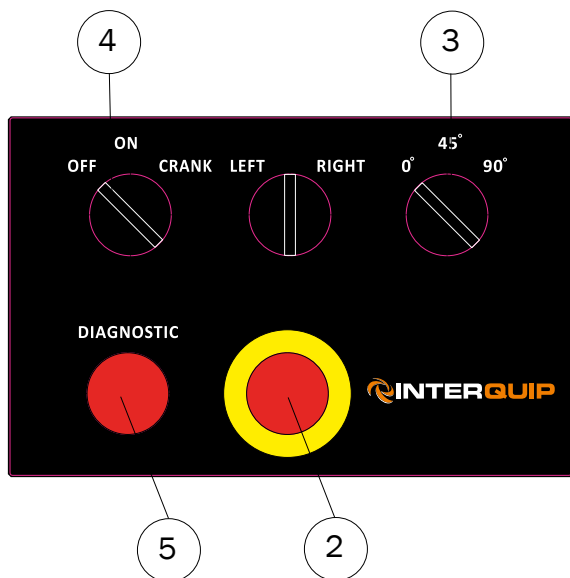 4
3
ON
45°
OFF
CRANK
LEFT
RIGHT
0°
90°
DIAGNOSTIC
INTERQUIP
5
2